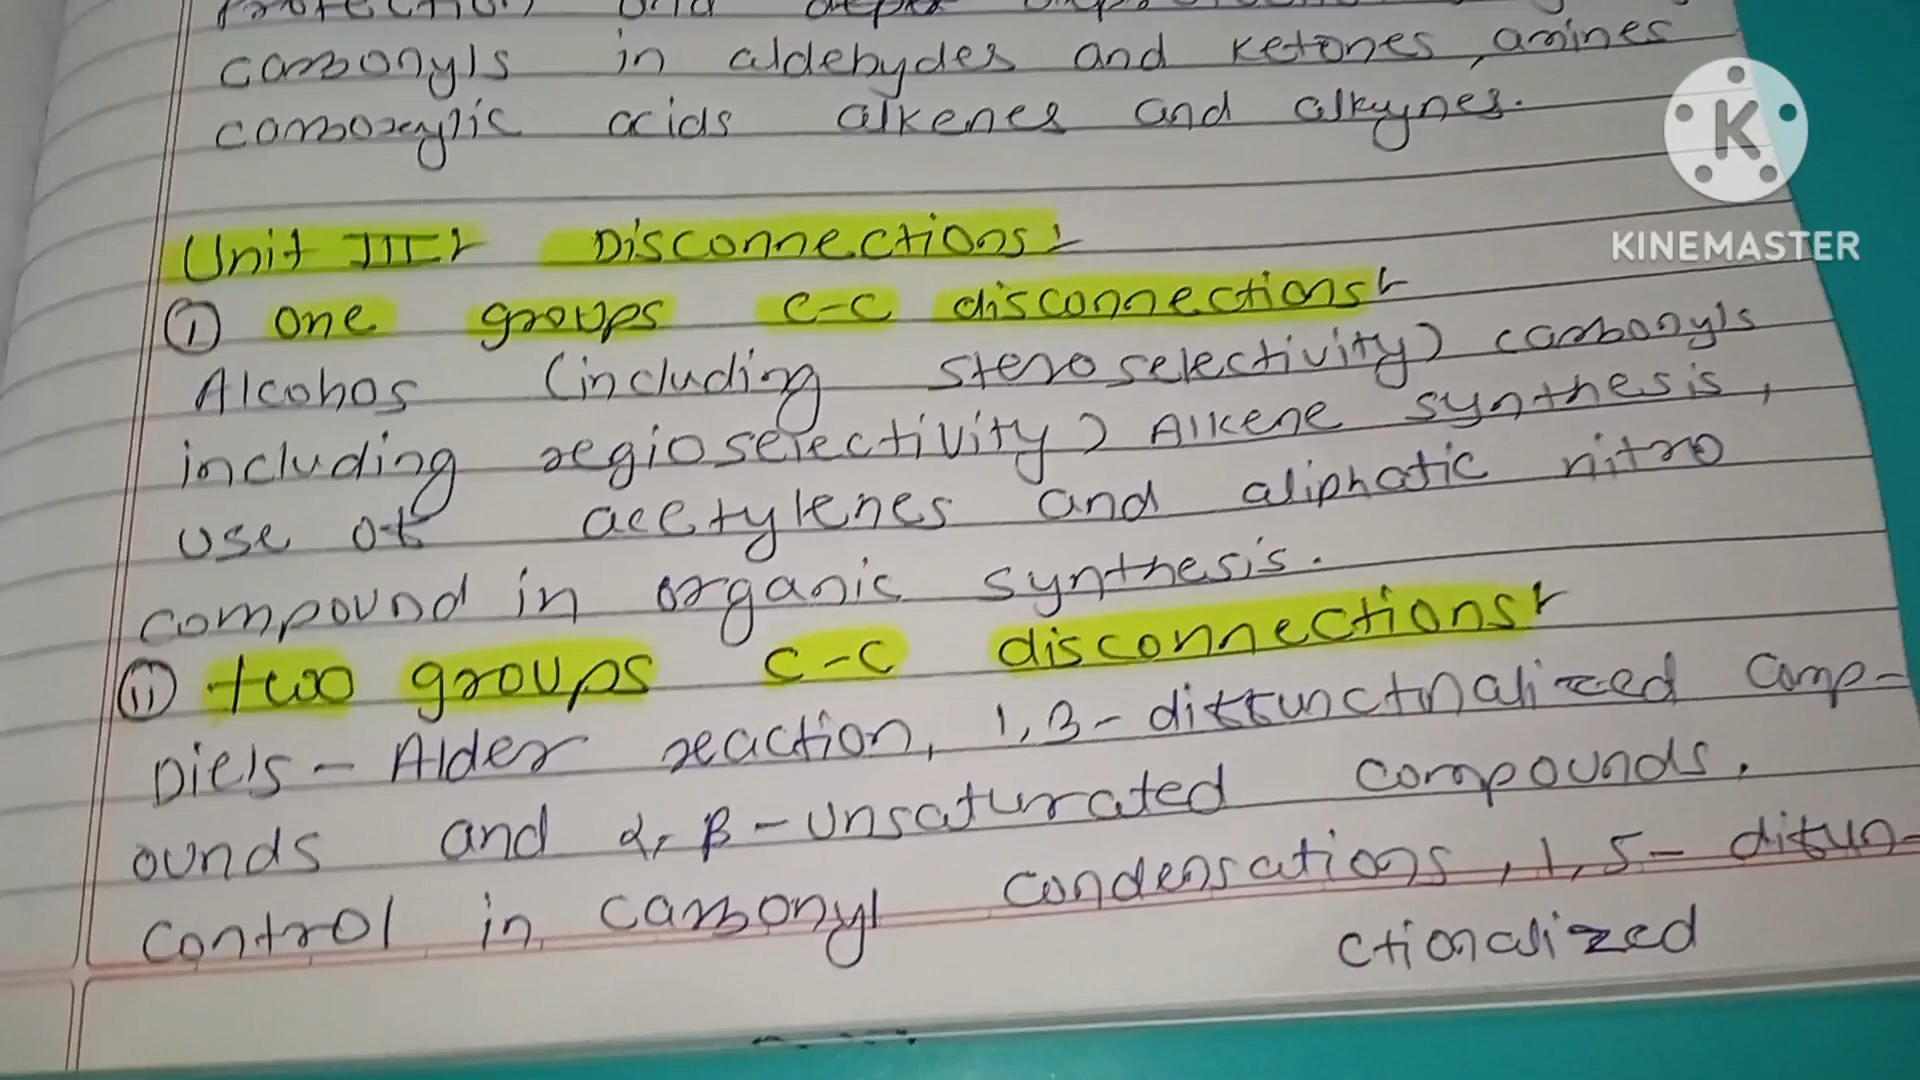 carbonyls in aldehydes and ketones, amines
carboxylic acids alkenes and alkynes.
Unit III Disconnections
(i) one groups C-C disconnections
Alcohos (including steroselectivity) carbonyls
including regioselectivity) Alkene synthesis,
use of acetylenes and aliphatic nitro
compound in organic synthesis.
(ii) two groups C-C disconnections
Diels-Alder reaction, 1,3-diffunctnalized comp-
ounds and α,β-unsaturated compounds.
control in carbonyl condensations, 1,5-difun-
ctionalized
K
KINEMASTER